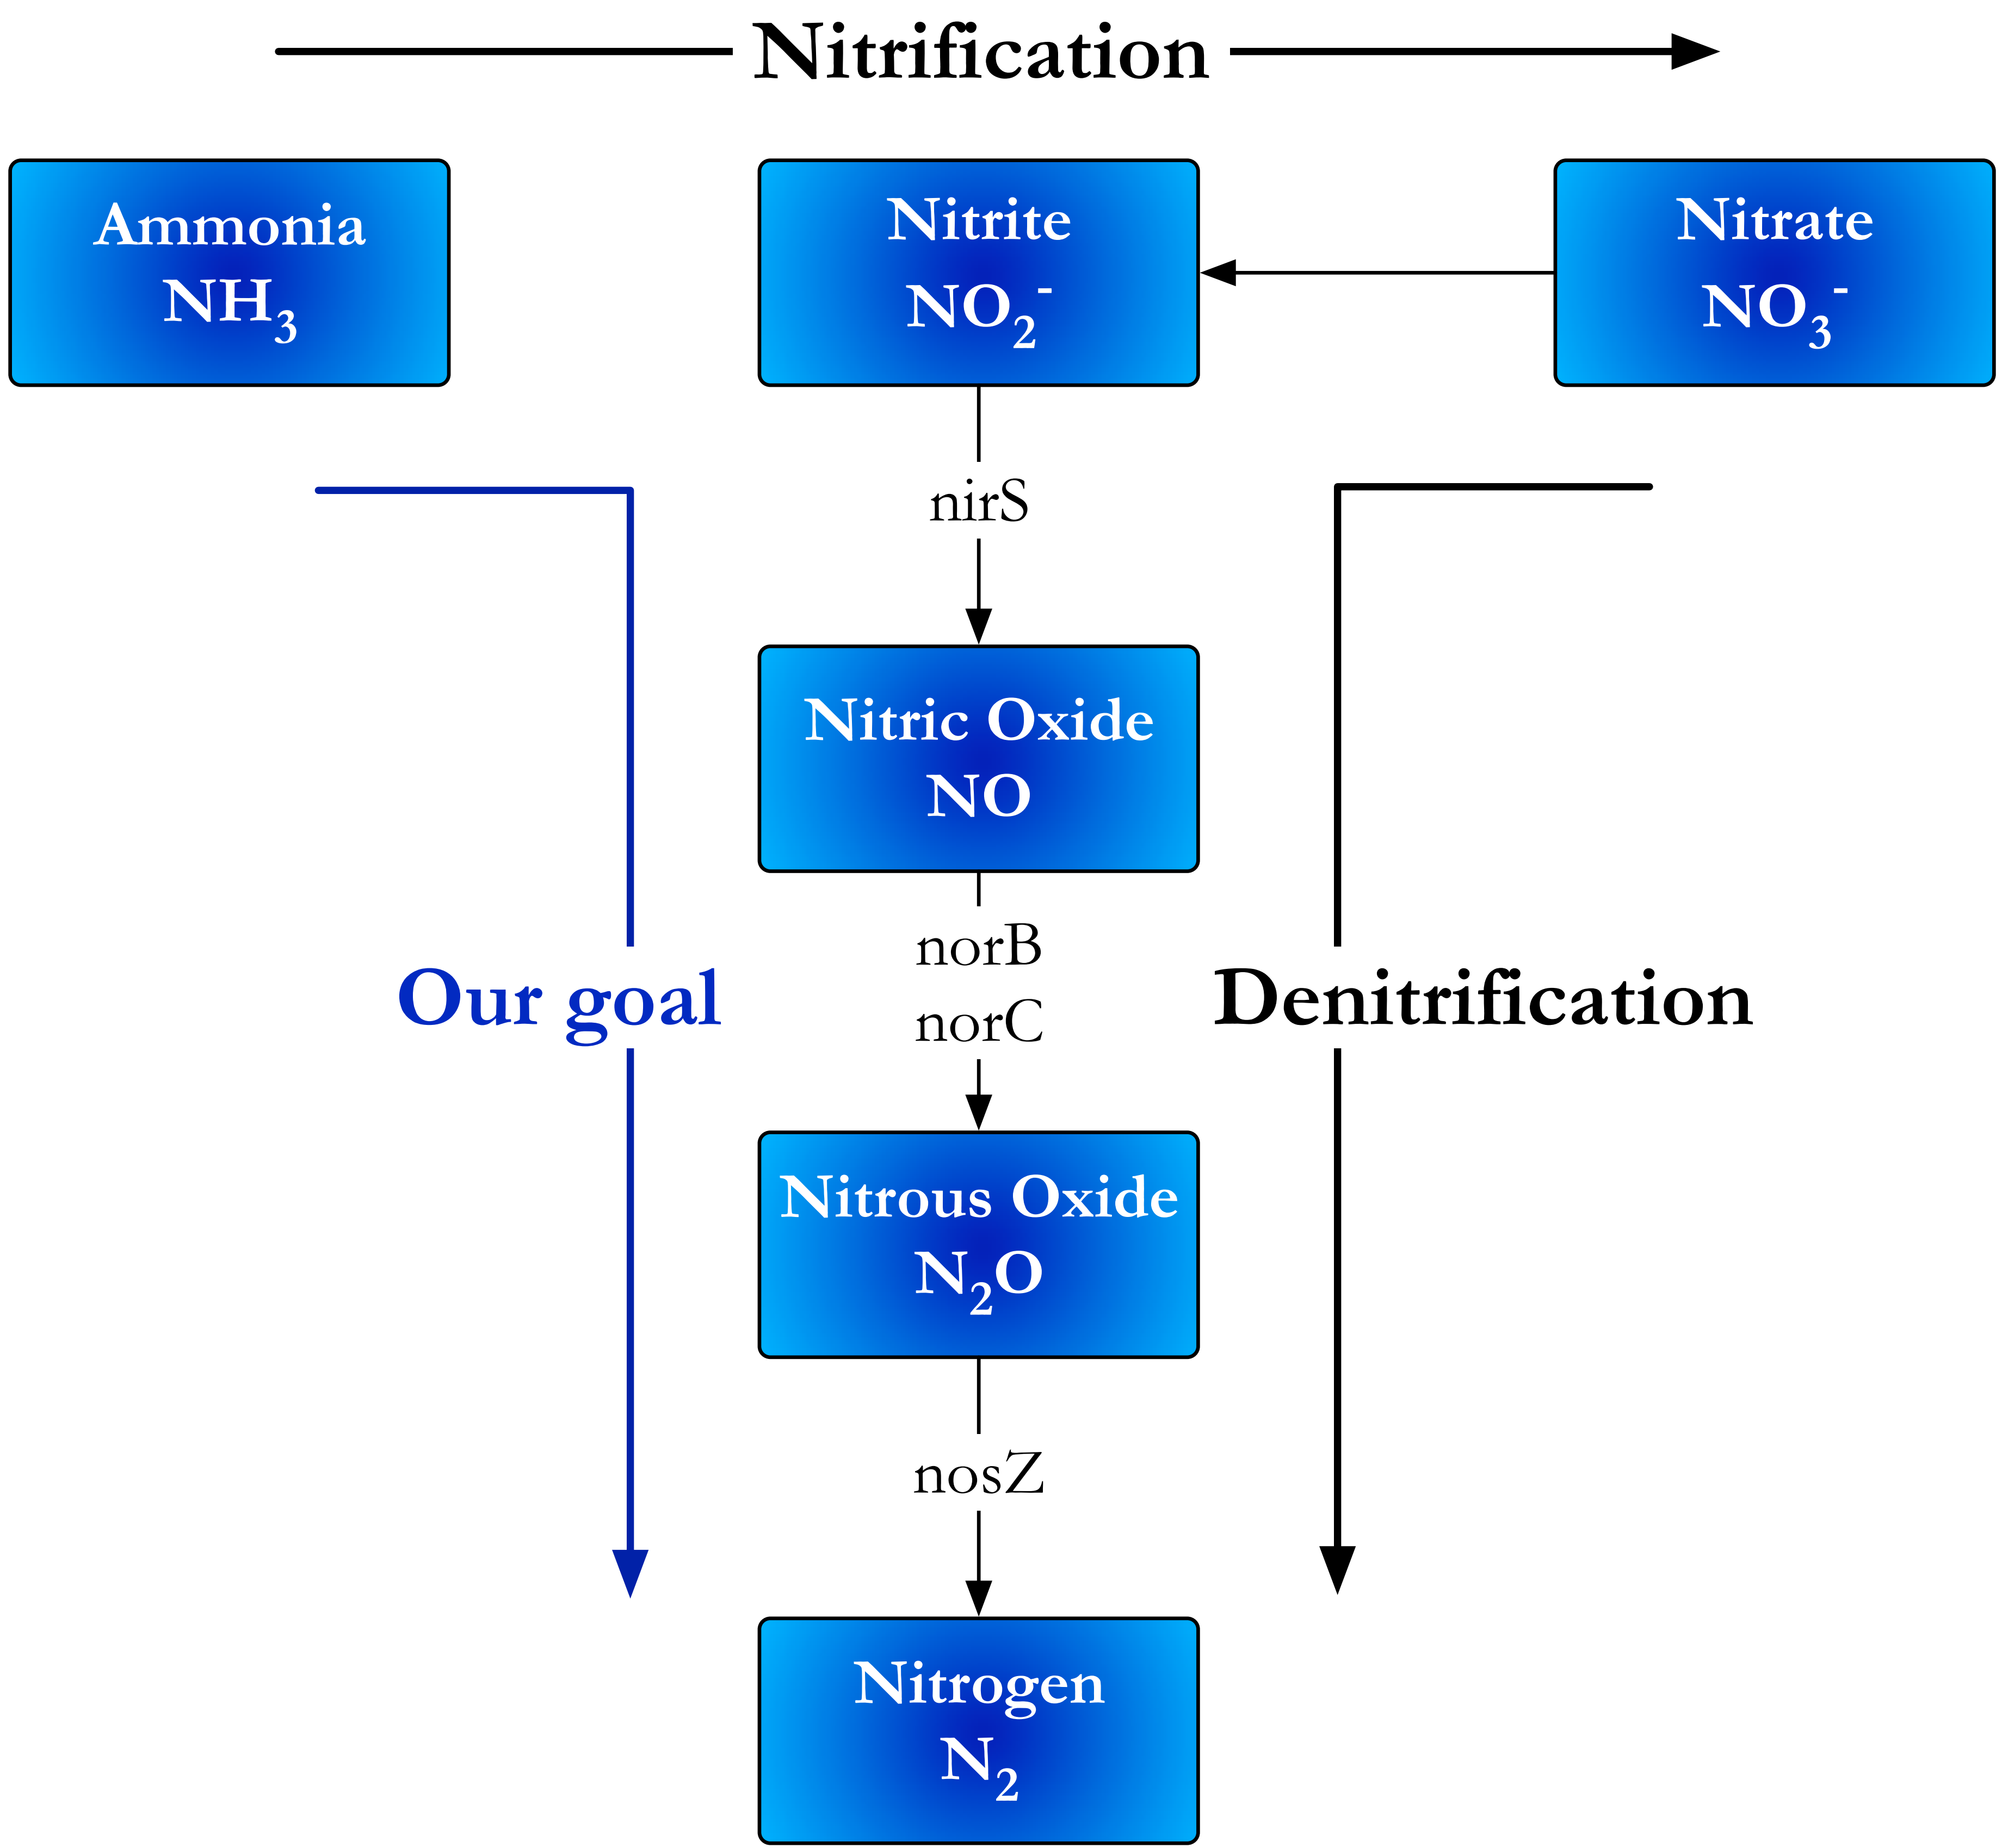 Nitrification
Ammonia
NH₃
Nitrite
NO₂⁻
Nitrate
NO₃⁻
nirS
Nitric Oxide
NO
norB
norC
Our goal
Denitrification
Nitrous Oxide
N₂O
nosZ
Nitrogen
N₂